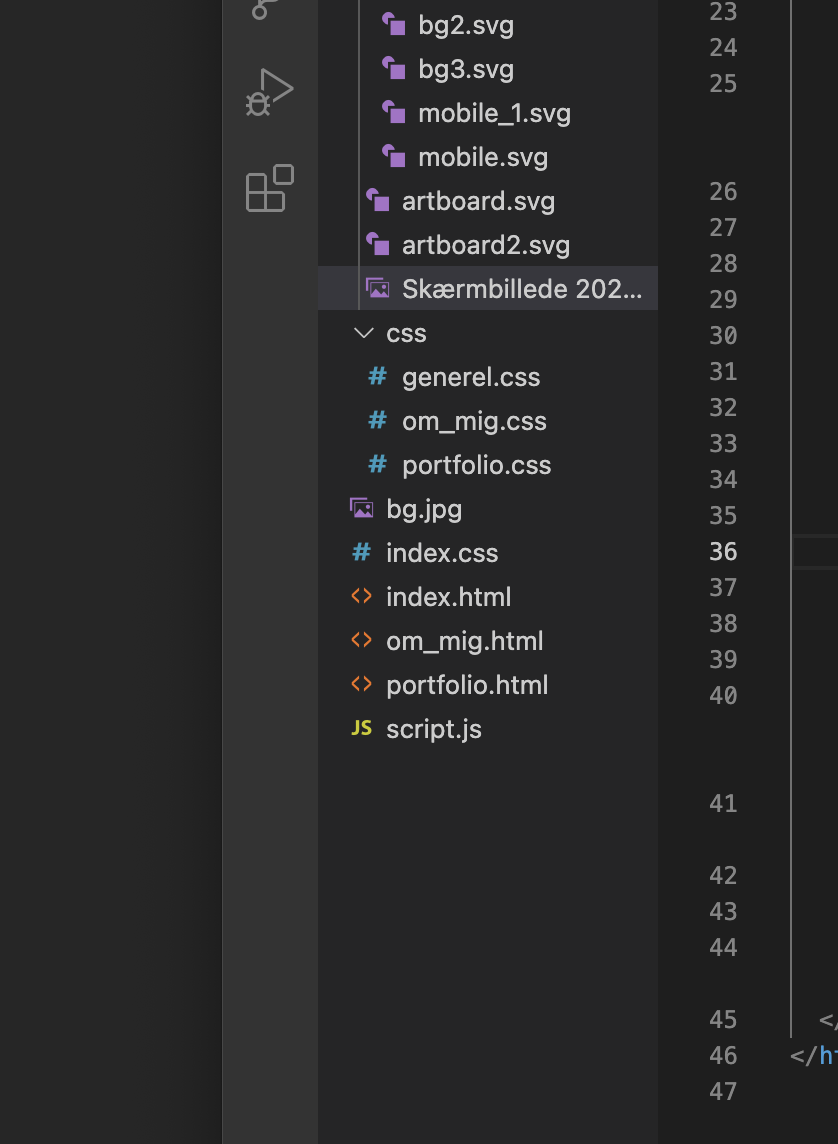 bg2.svg
bg3.svg
mobile_1.svg
mobile.svg
artboard.svg
artboard2.svg
Skærmbillede 202...
css
# generel.css
# om_mig.css
# portfolio.css
bg.jpg
# index.css
<> index.html
<> om_mig.html
<> portfolio.html
JS script.js
23
24
25
26
27
28
29
30
31
32
33
34
35
36
37
38
39
40
41
42
43
44
45 </
46 </ht
47